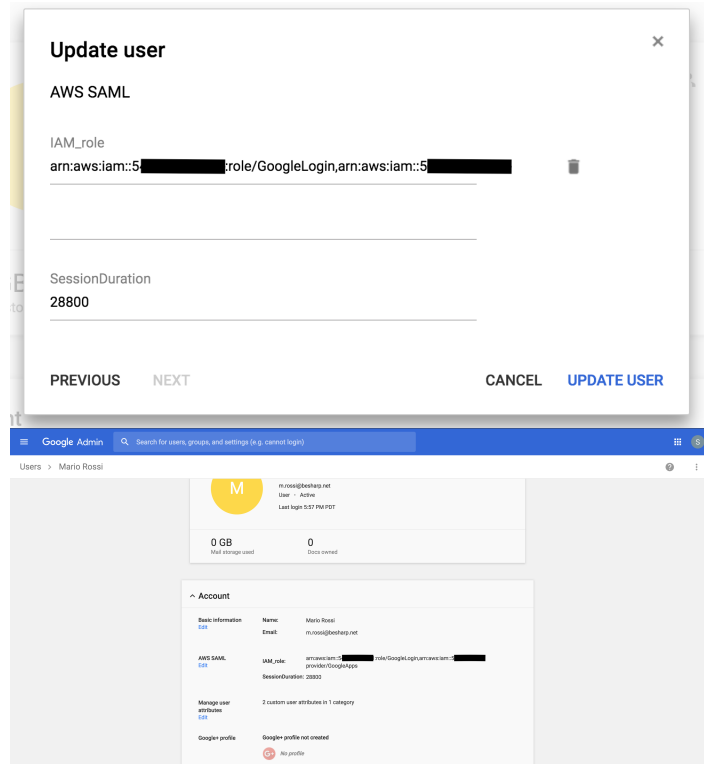 Update user
×
AWS SAML
IAM_role
arn:aws:iam::5 :role/GoogleLogin,arn:aws:iam::5
SessionDuration
28800
PREVIOUS NEXT CANCEL UPDATE USER
Google Admin Search for users, groups, and settings (e.g. cannot login) S
Users > Mario Rossi
M
m.rossi@besharp.net
User · Active
Last login 5:57 PM PDT
0 GB 0
Mail storage used Docs owned
Account
Basic information Name: Mario Rossi
Edit
Email: m.rossi@besharp.net
AWS SAML
Edit
IAM_role: arn:aws:iam::5 :role/GoogleLogin,arn:aws:iam::5
provider/GoogleApps
SessionDuration: 28800
Manage user 2 custom user attributes in 1 category
attributes
Edit
Google+ profile Google+ profile not created
G+ No profile